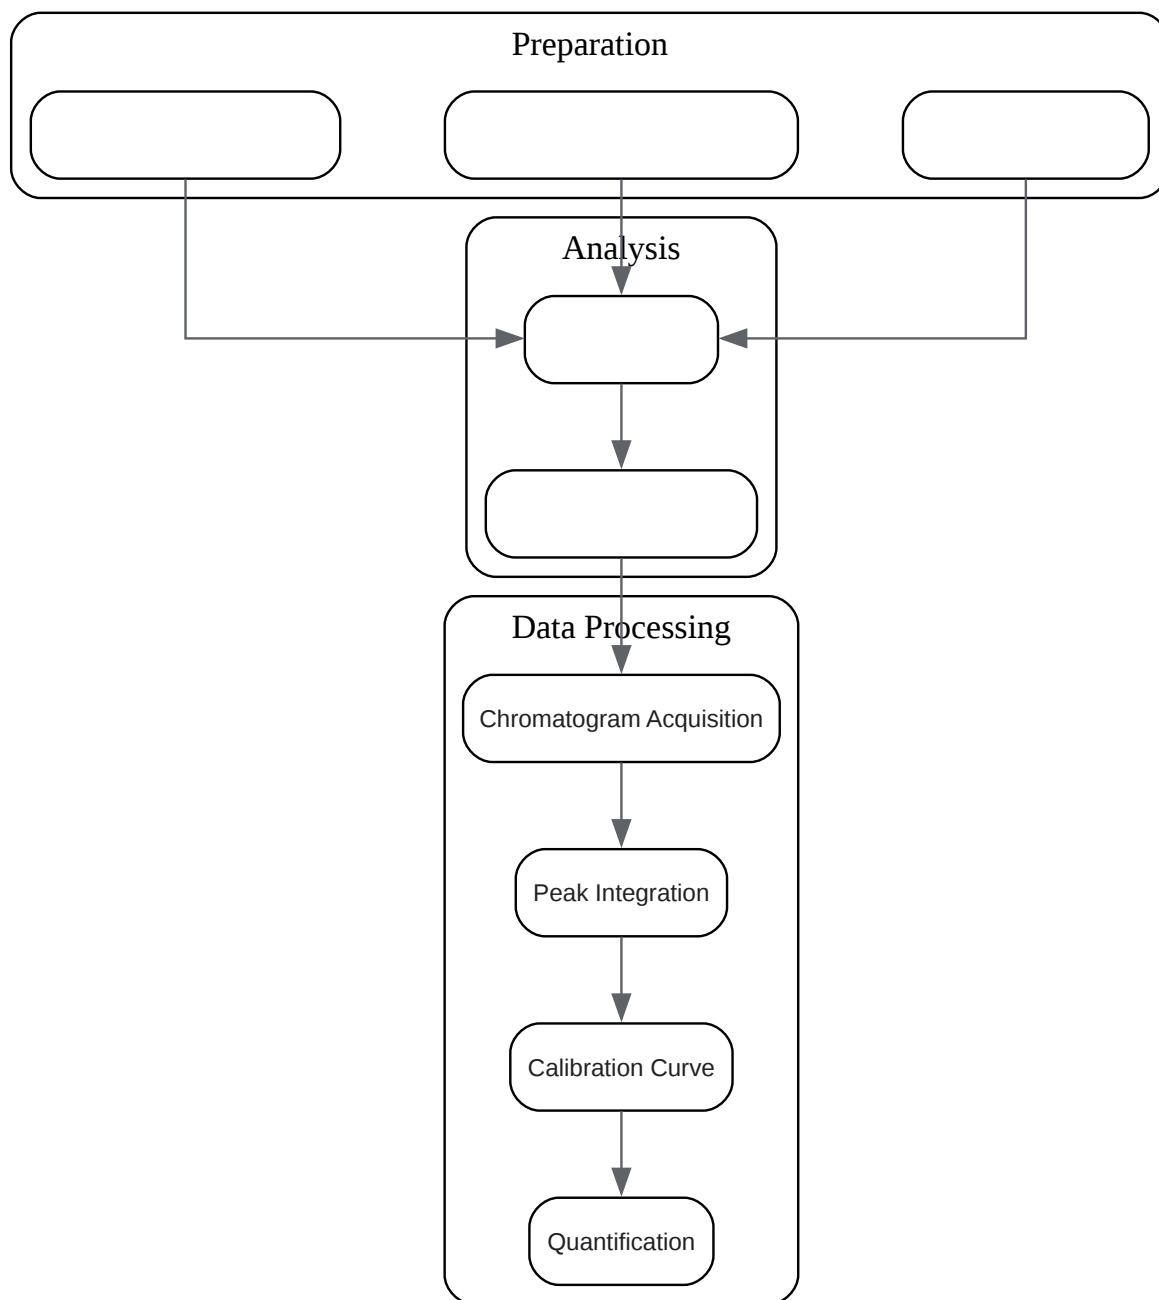 Preparation
Analysis
Data Processing
Chromatogram Acquisition
Peak Integration
Calibration Curve
Quantification